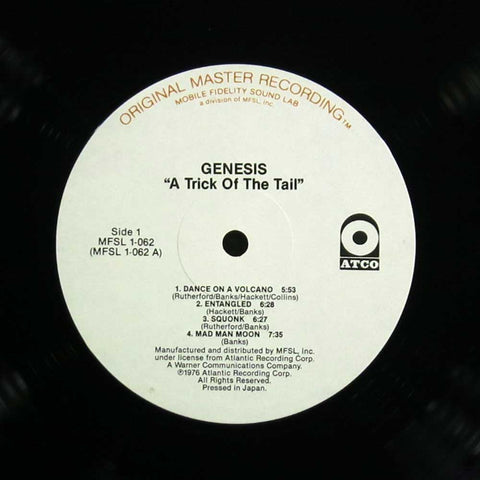 ORIGINAL MASTER RECORDING™
MOBILE FIDELITY SOUND LAB
a division of MFSL, Inc.
GENESIS
"A Trick Of The Tail"
Side 1
MFSL 1-062
(MFSL 1-062 A)
ATCO
1. DANCE ON A VOLCANO 5:53
(Rutherford/Banks/Hackett/Collins)
2. ENTANGLED 6:28
(Hackett/Banks)
3. SQUONK 6:27
(Rutherford/Banks)
4. MAD MAN MOON 7:35
(Banks)
Manufactured and distributed by MFSL, Inc.
under license from Atlantic Recording Corp.
A Warner Communications Company.
℗1976 Atlantic Recording Corp.
All Rights Reserved.
Pressed in Japan.